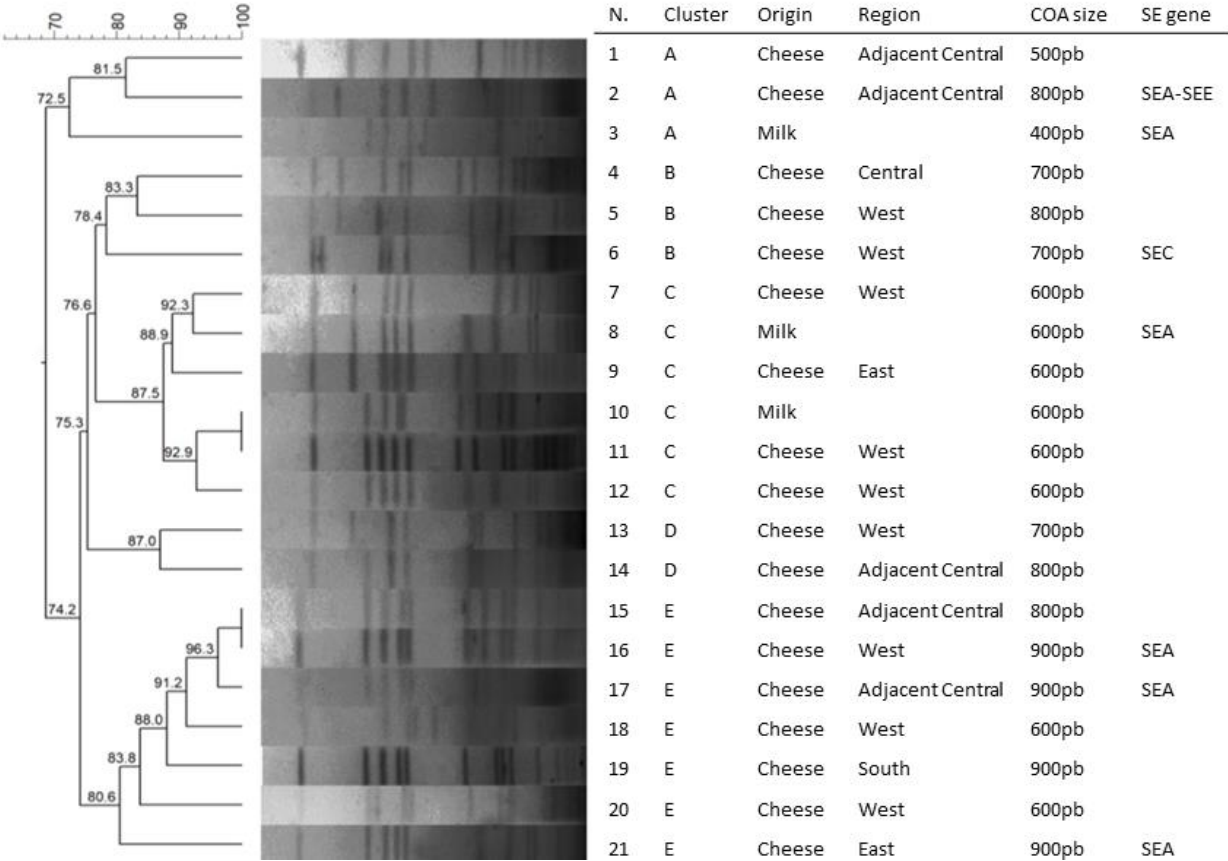 70 80 90 100
N. Cluster Origin Region COA size SE gene
1 A Cheese Adjacent Central 500pb
81.5
2 A Cheese Adjacent Central 800pb SEA-SEE
72.5
3 A Milk 400pb SEA
4 B Cheese Central 700pb
83.3
5 B Cheese West 800pb
78.4
6 B Cheese West 700pb SEC
7 C Cheese West 600pb
76.6 92.3
8 C Milk 600pb SEA
88.9
9 C Cheese East 600pb
87.5
10 C Milk 600pb
75.3
11 C Cheese West 600pb
92.9
12 C Cheese West 600pb
13 D Cheese West 700pb
87.0
14 D Cheese Adjacent Central 800pb
15 E Cheese Adjacent Central 800pb
74.2
16 E Cheese West 900pb SEA
96.3
17 E Cheese Adjacent Central 900pb SEA
91.2
18 E Cheese West 600pb
88.0
19 E Cheese South 900pb
83.8
20 E Cheese West 600pb
80.6
21 E Cheese East 900pb SEA